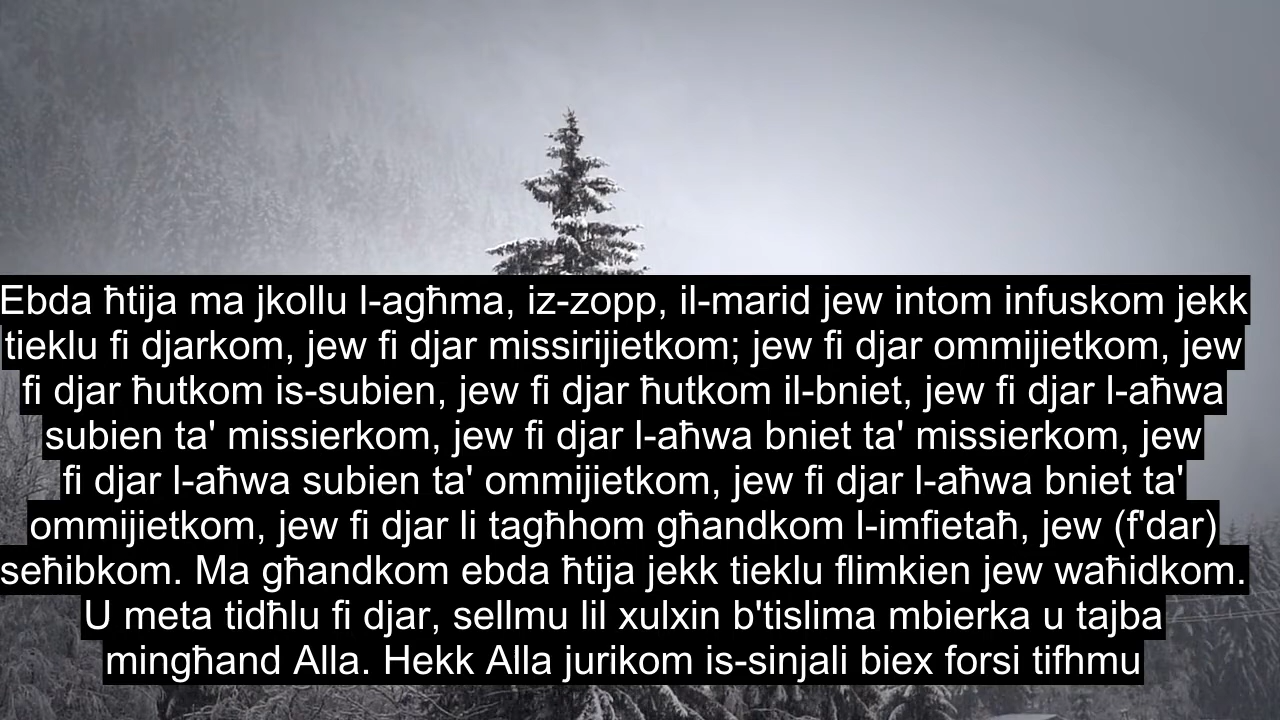 Ebda ħtija ma jkollu l-agħma, iz-zopp, il-marid jew intom infuskom jekk
tieklu fi djarkom, jew fi djar missirijietkom; jew fi djar ommijietkom, jew
fi djar ħutkom is-subien, jew fi djar ħutkom il-bniet, jew fi djar l-aħwa
subien ta' missierkom, jew fi djar l-aħwa bniet ta' missierkom, jew
fi djar l-aħwa subien ta' ommijietkom, jew fi djar l-aħwa bniet ta'
ommijietkom, jew fi djar li tagħhom għandkom l-imfietaħ, jew (f'dar)
seħibkom. Ma għandkom ebda ħtija jekk tieklu flimkien jew waħidkom.
U meta tidħlu fi djar, sellmu lil xulxin b'tislima mbierka u tajba
mingħand Alla. Hekk Alla jurikom is-sinjali biex forsi tifhmu